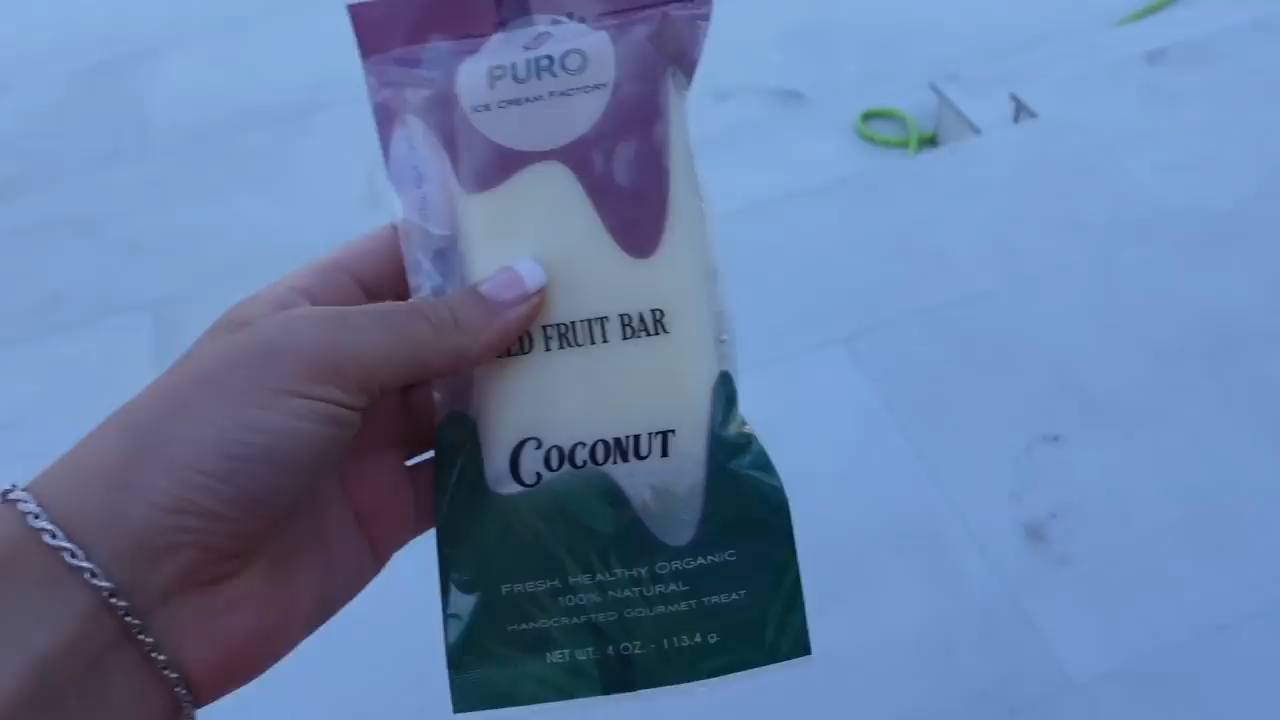 PURO
ICE CREAM FACTORY
FRUIT BAR
COCONUT
FRESH, HEALTHY, ORGANIC
100% NATURAL
HANDCRAFTED GOURMET TREAT
NET WT. 4 OZ. - 113.4 g.